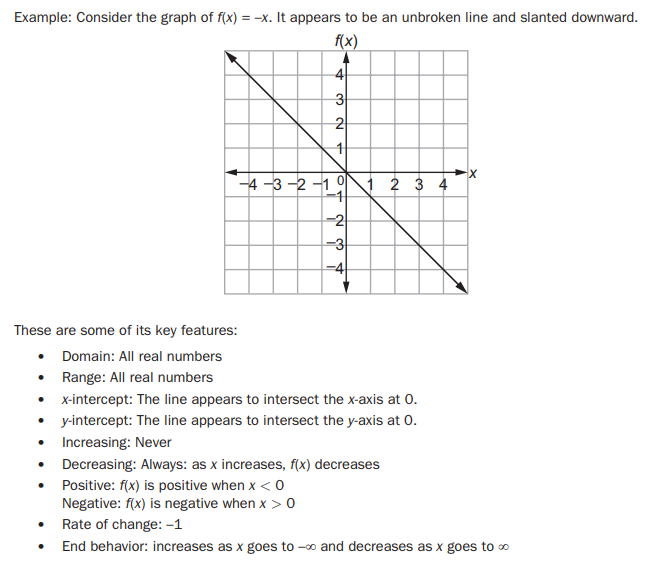 Example: Consider the graph of f(x) = –x. It appears to be an unbroken line and slanted downward.
f(x)
4
3
2
1
–4 –3 –2 –1 0 1 2 3 4 x
–1
–2
–3
–4
These are some of its key features:
• Domain: All real numbers
• Range: All real numbers
• x-intercept: The line appears to intersect the x-axis at 0.
• y-intercept: The line appears to intersect the y-axis at 0.
• Increasing: Never
• Decreasing: Always: as x increases, f(x) decreases
• Positive: f(x) is positive when x < 0
Negative: f(x) is negative when x > 0
• Rate of change: –1
• End behavior: increases as x goes to –∞ and decreases as x goes to ∞